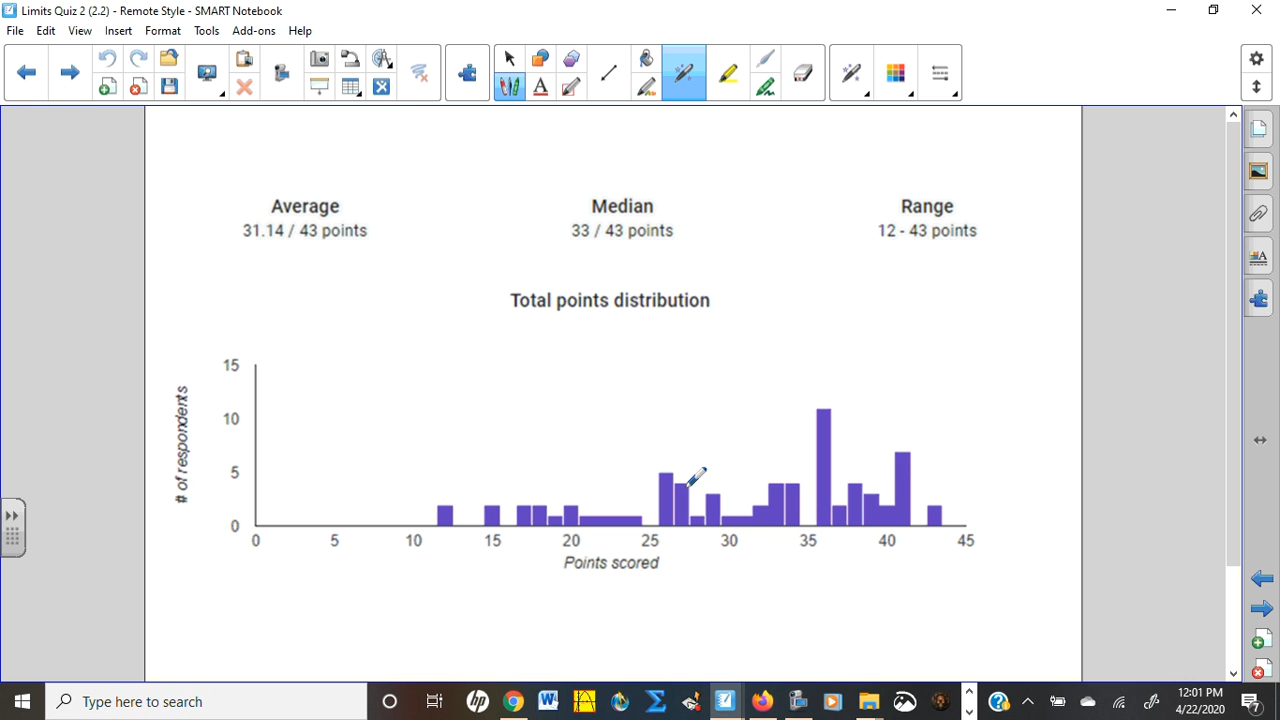 Limits Quiz 2 (2.2) - Remote Style - SMART Notebook
File Edit View Insert Format Tools Add-ons Help
Average Median Range
31.14 / 43 points 33 / 43 points 12 - 43 points
Total points distribution
# of respondents
15
10
5
0
0 5 10 15 20 25 30 35 40 45
Points scored
Type here to search
12:01 PM
4/22/2020
7